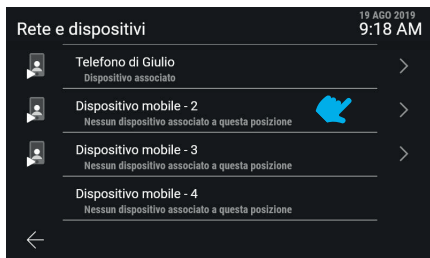 19 AGO 2019
Rete e dispositivi
9:18 AM
Telefono di Giulio
Dispositivo associato
Dispositivo mobile - 2
Nessun dispositivo associato a questa posizione
Dispositivo mobile - 3
Nessun dispositivo associato a questa posizione
Dispositivo mobile - 4
Nessun dispositivo associato a questa posizione